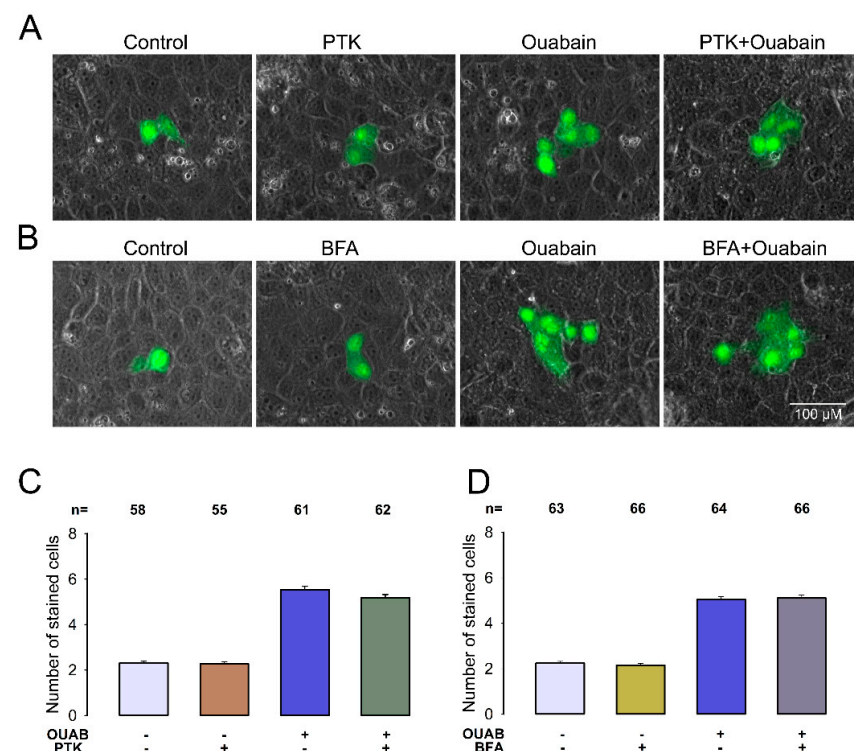 A
Control PTK Ouabain PTK+Ouabain
B
Control BFA Ouabain BFA+Ouabain
100 µM
C
n= 58 55 61 62
8
6
4
2
0
Number of stained cells
OUAB - - + +
PTK - + - +
D
n= 63 66 64 66
8
6
4
2
0
Number of stained cells
OUAB - - + +
BFA - + - +